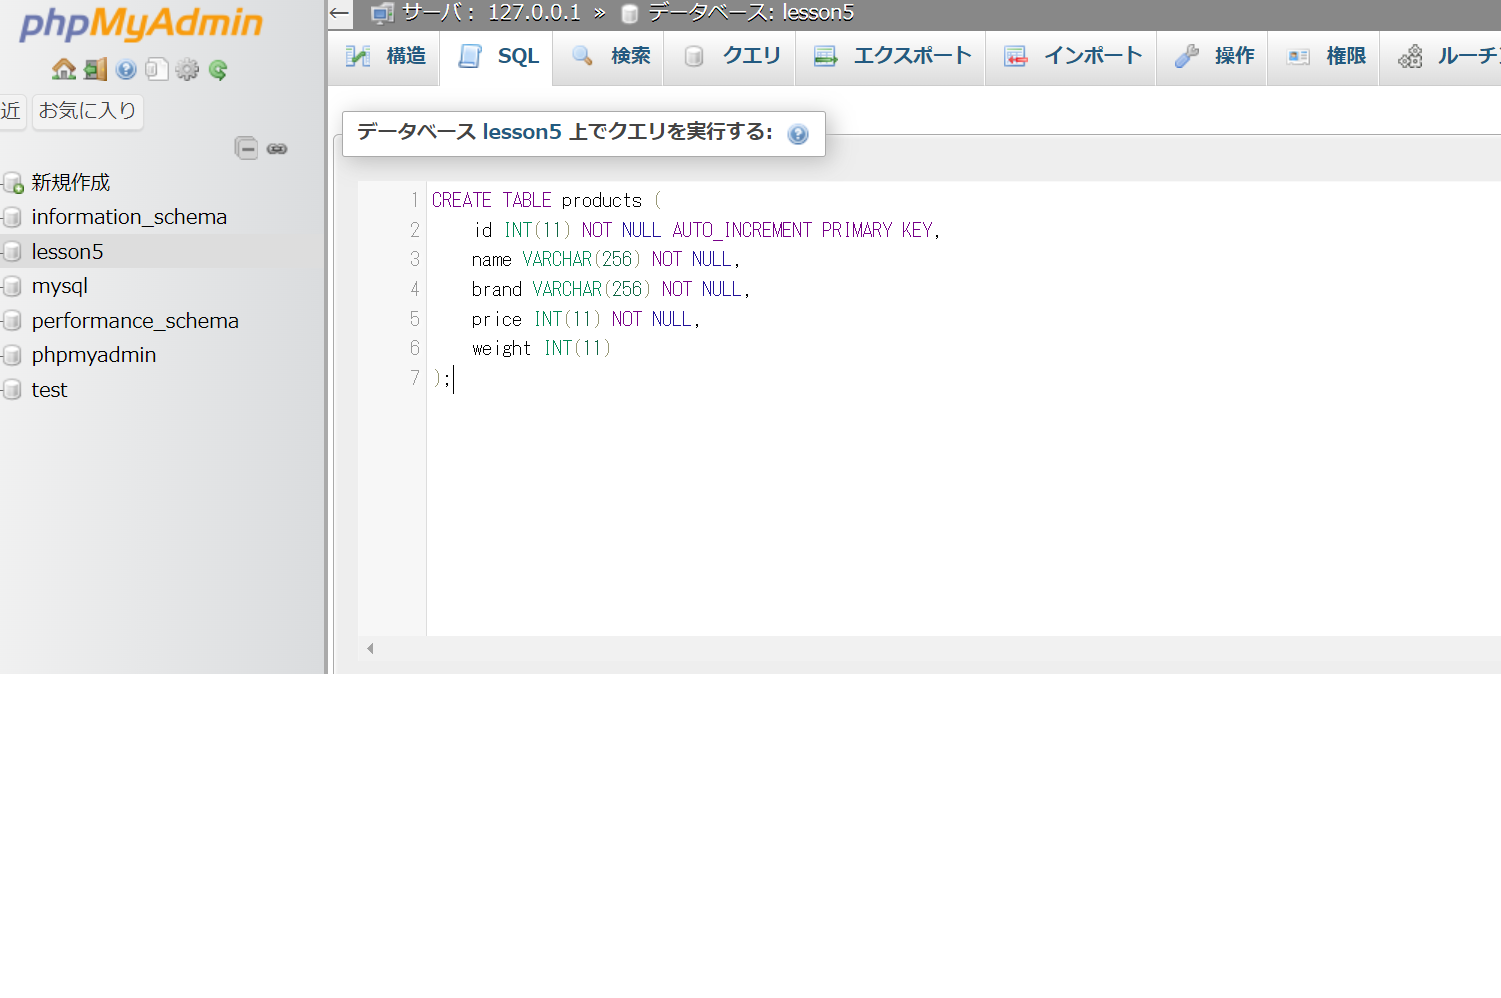 phpMyAdmin
近 お気に入り
新規作成
information_schema
lesson5
mysql
performance_schema
phpmyadmin
test
← サーバ： 127.0.0.1 » データベース: lesson5
構造 SQL 検索 クエリ エクスポート インポート 操作 権限 ルーチ
データベース lesson5 上でクエリを実行する:
1 CREATE TABLE products (
2 id INT(11) NOT NULL AUTO_INCREMENT PRIMARY KEY,
3 name VARCHAR(256) NOT NULL,
4 brand VARCHAR(256) NOT NULL,
5 price INT(11) NOT NULL,
6 weight INT(11)
7 );